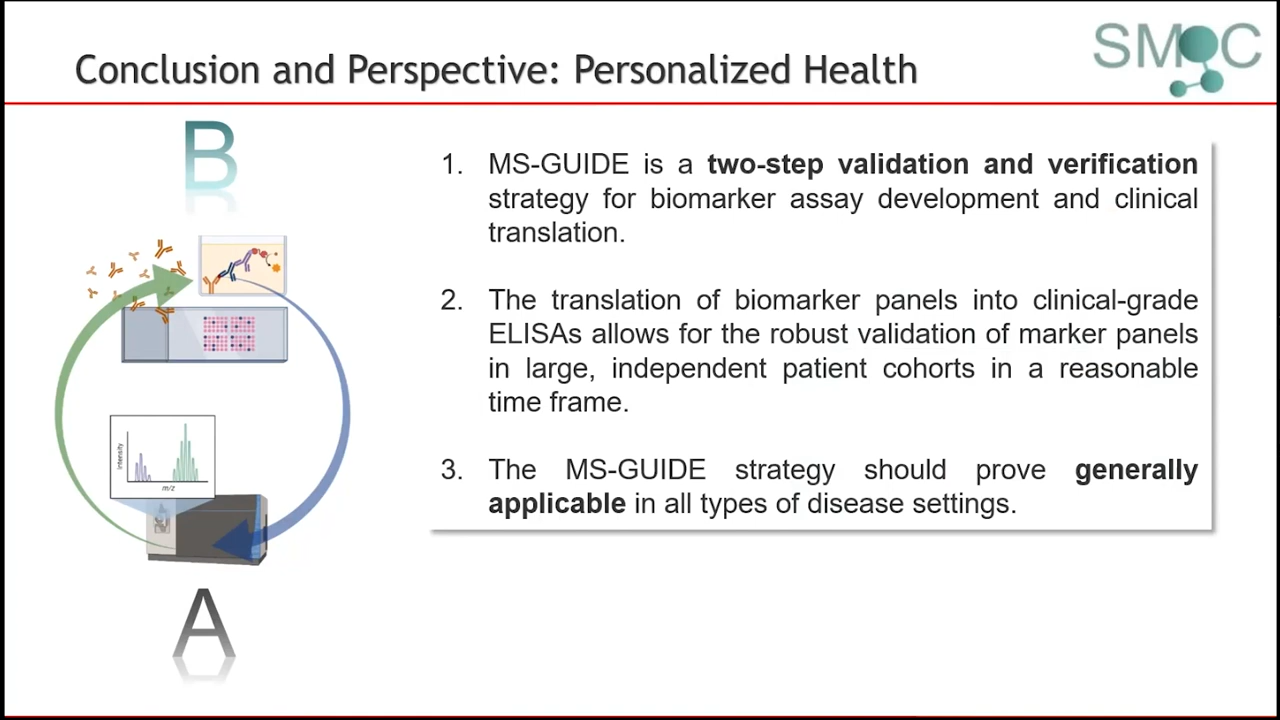 SMOC
Conclusion and Perspective: Personalized Health
B
1. MS-GUIDE is a two-step validation and verification
strategy for biomarker assay development and clinical
translation.
2. The translation of biomarker panels into clinical-grade
ELISAs allows for the robust validation of marker panels
in large, independent patient cohorts in a reasonable
time frame.
3. The MS-GUIDE strategy should prove generally
applicable in all types of disease settings.
Intensity
m/z
A